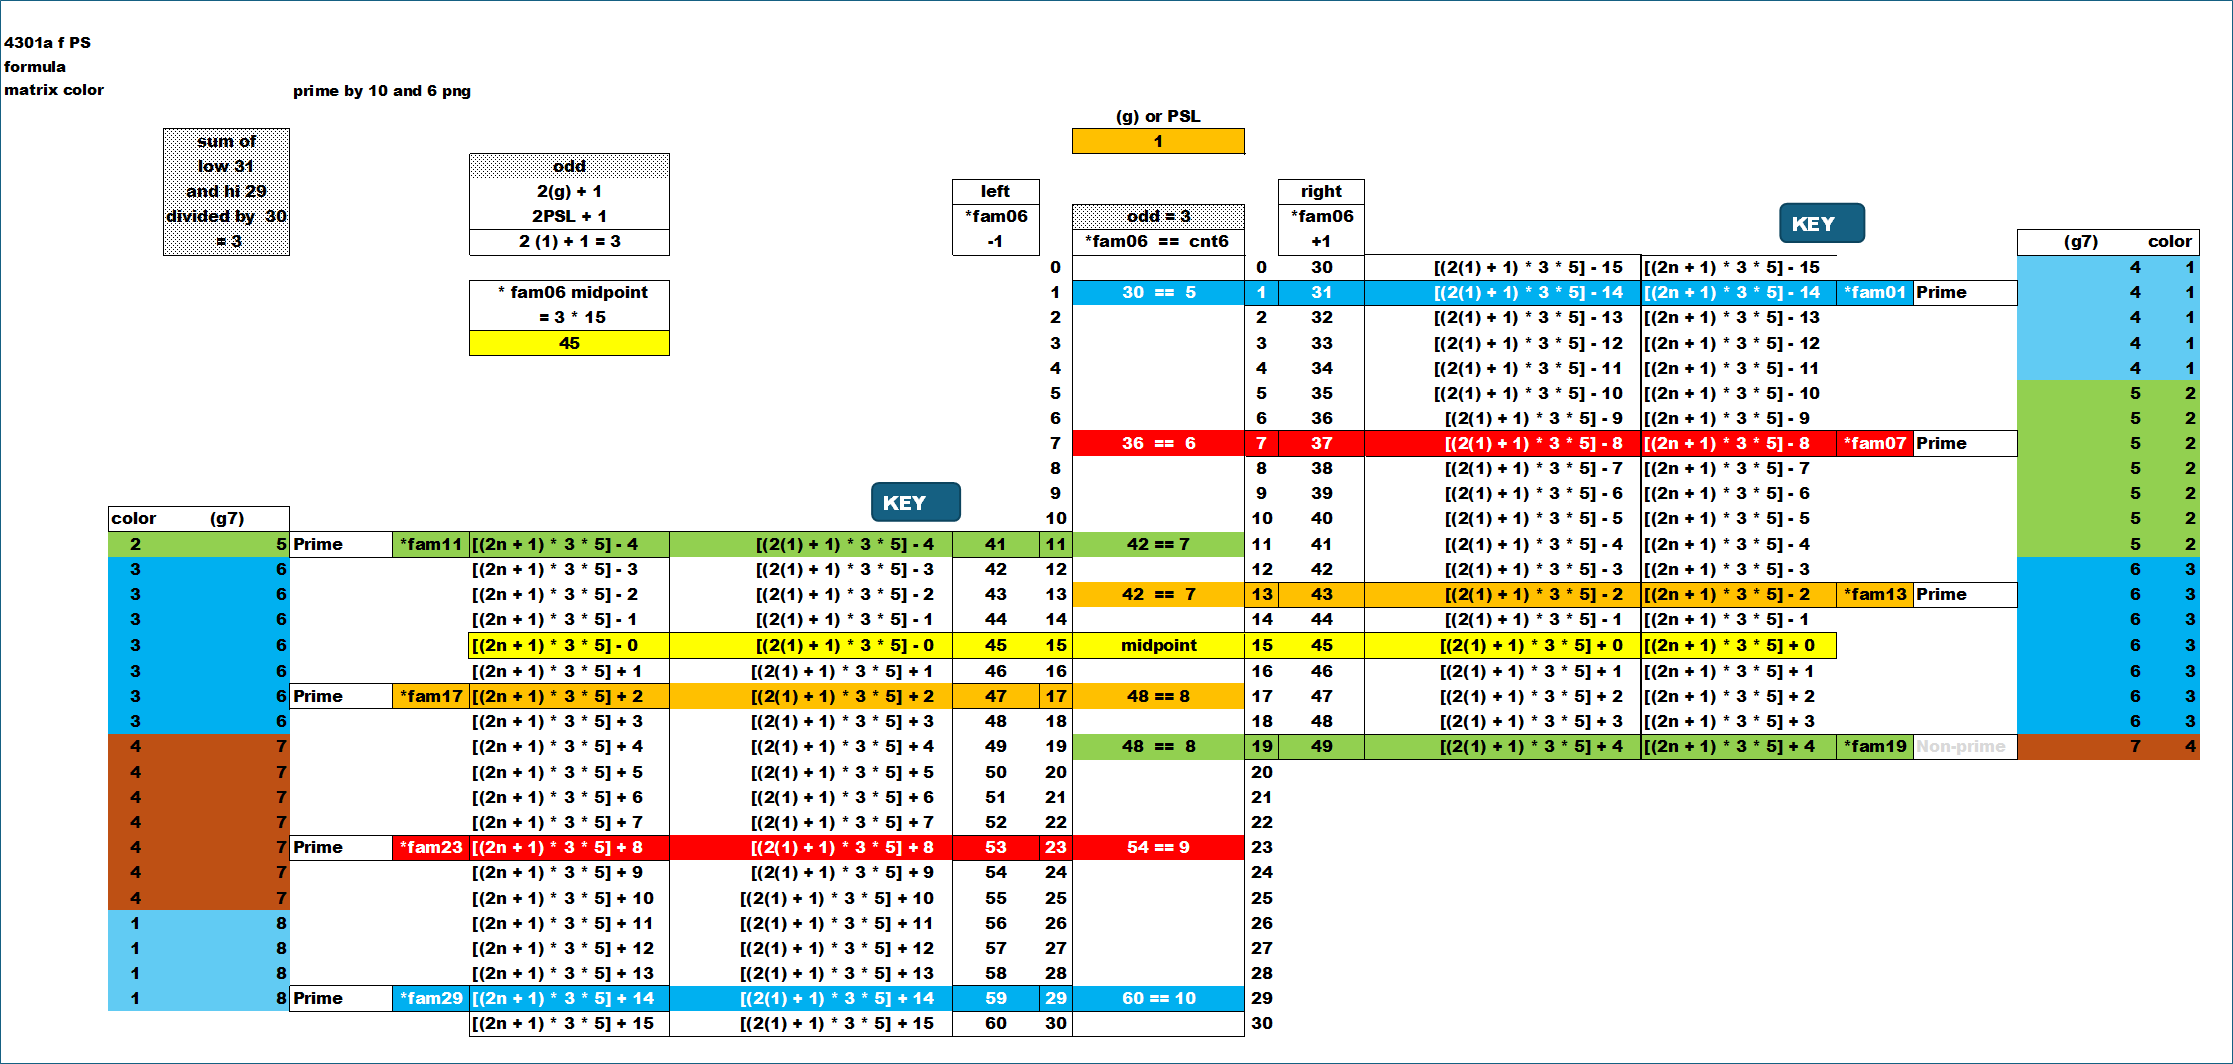 4301a f PS
formula
matrix color
prime by 10 and 6 png
(g) or PSL
1
sum of
low 31
and hi 29
divided by 30
= 3
odd
2(g) + 1
2PSL + 1
2 (1) + 1 = 3
* fam06 midpoint
= 3 * 15
45
left
*fam06
-1
odd = 3
*fam06 == cnt6
right
*fam06
+1
KEY
(g7) color
0 0 30 [(2(1) + 1) * 3 * 5] - 15 [(2n + 1) * 3 * 5] - 15 4 1
1 30 == 5 1 31 [(2(1) + 1) * 3 * 5] - 14 [(2n + 1) * 3 * 5] - 14 *fam01 Prime 4 1
2 2 32 [(2(1) + 1) * 3 * 5] - 13 [(2n + 1) * 3 * 5] - 13 4 1
3 3 33 [(2(1) + 1) * 3 * 5] - 12 [(2n + 1) * 3 * 5] - 12 4 1
4 4 34 [(2(1) + 1) * 3 * 5] - 11 [(2n + 1) * 3 * 5] - 11 4 1
5 5 35 [(2(1) + 1) * 3 * 5] - 10 [(2n + 1) * 3 * 5] - 10 5 2
6 6 36 [(2(1) + 1) * 3 * 5] - 9 [(2n + 1) * 3 * 5] - 9 5 2
7 36 == 6 7 37 [(2(1) + 1) * 3 * 5] - 8 [(2n + 1) * 3 * 5] - 8 *fam07 Prime 5 2
8 8 38 [(2(1) + 1) * 3 * 5] - 7 [(2n + 1) * 3 * 5] - 7 5 2
9 9 39 [(2(1) + 1) * 3 * 5] - 6 [(2n + 1) * 3 * 5] - 6 5 2
KEY
color (g7) 10 10 40 [(2(1) + 1) * 3 * 5] - 5 [(2n + 1) * 3 * 5] - 5 5 2
2 5 Prime *fam11 [(2n + 1) * 3 * 5] - 4 [(2(1) + 1) * 3 * 5] - 4 41 11 42 == 7 11 41 [(2(1) + 1) * 3 * 5] - 4 [(2n + 1) * 3 * 5] - 4 5 2
3 6 [(2n + 1) * 3 * 5] - 3 [(2(1) + 1) * 3 * 5] - 3 42 12 12 42 [(2(1) + 1) * 3 * 5] - 3 [(2n + 1) * 3 * 5] - 3 6 3
3 6 [(2n + 1) * 3 * 5] - 2 [(2(1) + 1) * 3 * 5] - 2 43 13 42 == 7 13 43 [(2(1) + 1) * 3 * 5] - 2 [(2n + 1) * 3 * 5] - 2 *fam13 Prime 6 3
3 6 [(2n + 1) * 3 * 5] - 1 [(2(1) + 1) * 3 * 5] - 1 44 14 14 44 [(2(1) + 1) * 3 * 5] - 1 [(2n + 1) * 3 * 5] - 1 6 3
3 6 [(2n + 1) * 3 * 5] - 0 [(2(1) + 1) * 3 * 5] - 0 45 15 midpoint 15 45 [(2(1) + 1) * 3 * 5] + 0 [(2n + 1) * 3 * 5] + 0 6 3
3 6 [(2n + 1) * 3 * 5] + 1 [(2(1) + 1) * 3 * 5] + 1 46 16 16 46 [(2(1) + 1) * 3 * 5] + 1 [(2n + 1) * 3 * 5] + 1 6 3
3 6 Prime *fam17 [(2n + 1) * 3 * 5] + 2 [(2(1) + 1) * 3 * 5] + 2 47 17 48 == 8 17 47 [(2(1) + 1) * 3 * 5] + 2 [(2n + 1) * 3 * 5] + 2 6 3
3 6 [(2n + 1) * 3 * 5] + 3 [(2(1) + 1) * 3 * 5] + 3 48 18 18 48 [(2(1) + 1) * 3 * 5] + 3 [(2n + 1) * 3 * 5] + 3 6 3
4 7 [(2n + 1) * 3 * 5] + 4 [(2(1) + 1) * 3 * 5] + 4 49 19 48 == 8 19 49 [(2(1) + 1) * 3 * 5] + 4 [(2n + 1) * 3 * 5] + 4 *fam19 Non-prime 7 4
4 7 [(2n + 1) * 3 * 5] + 5 [(2(1) + 1) * 3 * 5] + 5 50 20 20
4 7 [(2n + 1) * 3 * 5] + 6 [(2(1) + 1) * 3 * 5] + 6 51 21 21
4 7 [(2n + 1) * 3 * 5] + 7 [(2(1) + 1) * 3 * 5] + 7 52 22 22
4 7 Prime *fam23 [(2n + 1) * 3 * 5] + 8 [(2(1) + 1) * 3 * 5] + 8 53 23 54 == 9 23
4 7 [(2n + 1) * 3 * 5] + 9 [(2(1) + 1) * 3 * 5] + 9 54 24 24
4 7 [(2n + 1) * 3 * 5] + 10 [(2(1) + 1) * 3 * 5] + 10 55 25 25
1 8 [(2n + 1) * 3 * 5] + 11 [(2(1) + 1) * 3 * 5] + 11 56 26 26
1 8 [(2n + 1) * 3 * 5] + 12 [(2(1) + 1) * 3 * 5] + 12 57 27 27
1 8 [(2n + 1) * 3 * 5] + 13 [(2(1) + 1) * 3 * 5] + 13 58 28 28
1 8 Prime *fam29 [(2n + 1) * 3 * 5] + 14 [(2(1) + 1) * 3 * 5] + 14 59 29 60 == 10 29
[(2n + 1) * 3 * 5] + 15 [(2(1) + 1) * 3 * 5] + 15 60 30 30